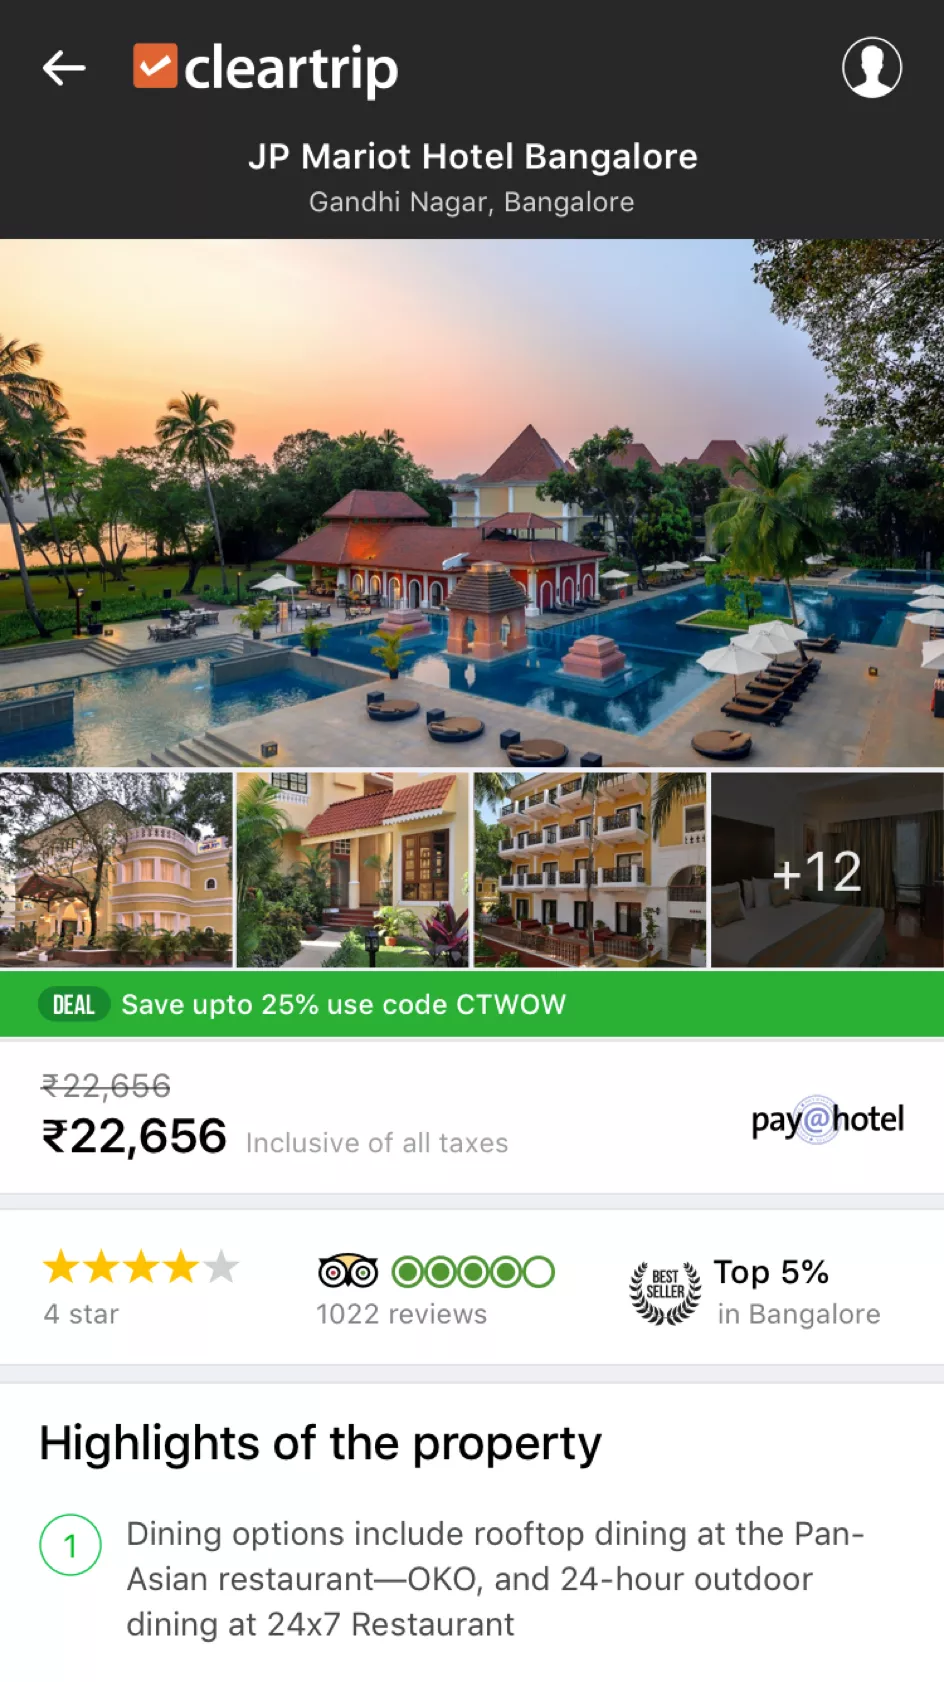 cleartrip
JP Mariot Hotel Bangalore
Gandhi Nagar, Bangalore
+12
DEAL Save upto 25% use code CTWOW
₹22,656
₹22,656 Inclusive of all taxes
pay@hotel
4 star
1022 reviews
BEST
SELLER
Top 5%
in Bangalore
Highlights of the property
1
Dining options include rooftop dining at the Pan-
Asian restaurant—OKO, and 24-hour outdoor
dining at 24x7 Restaurant